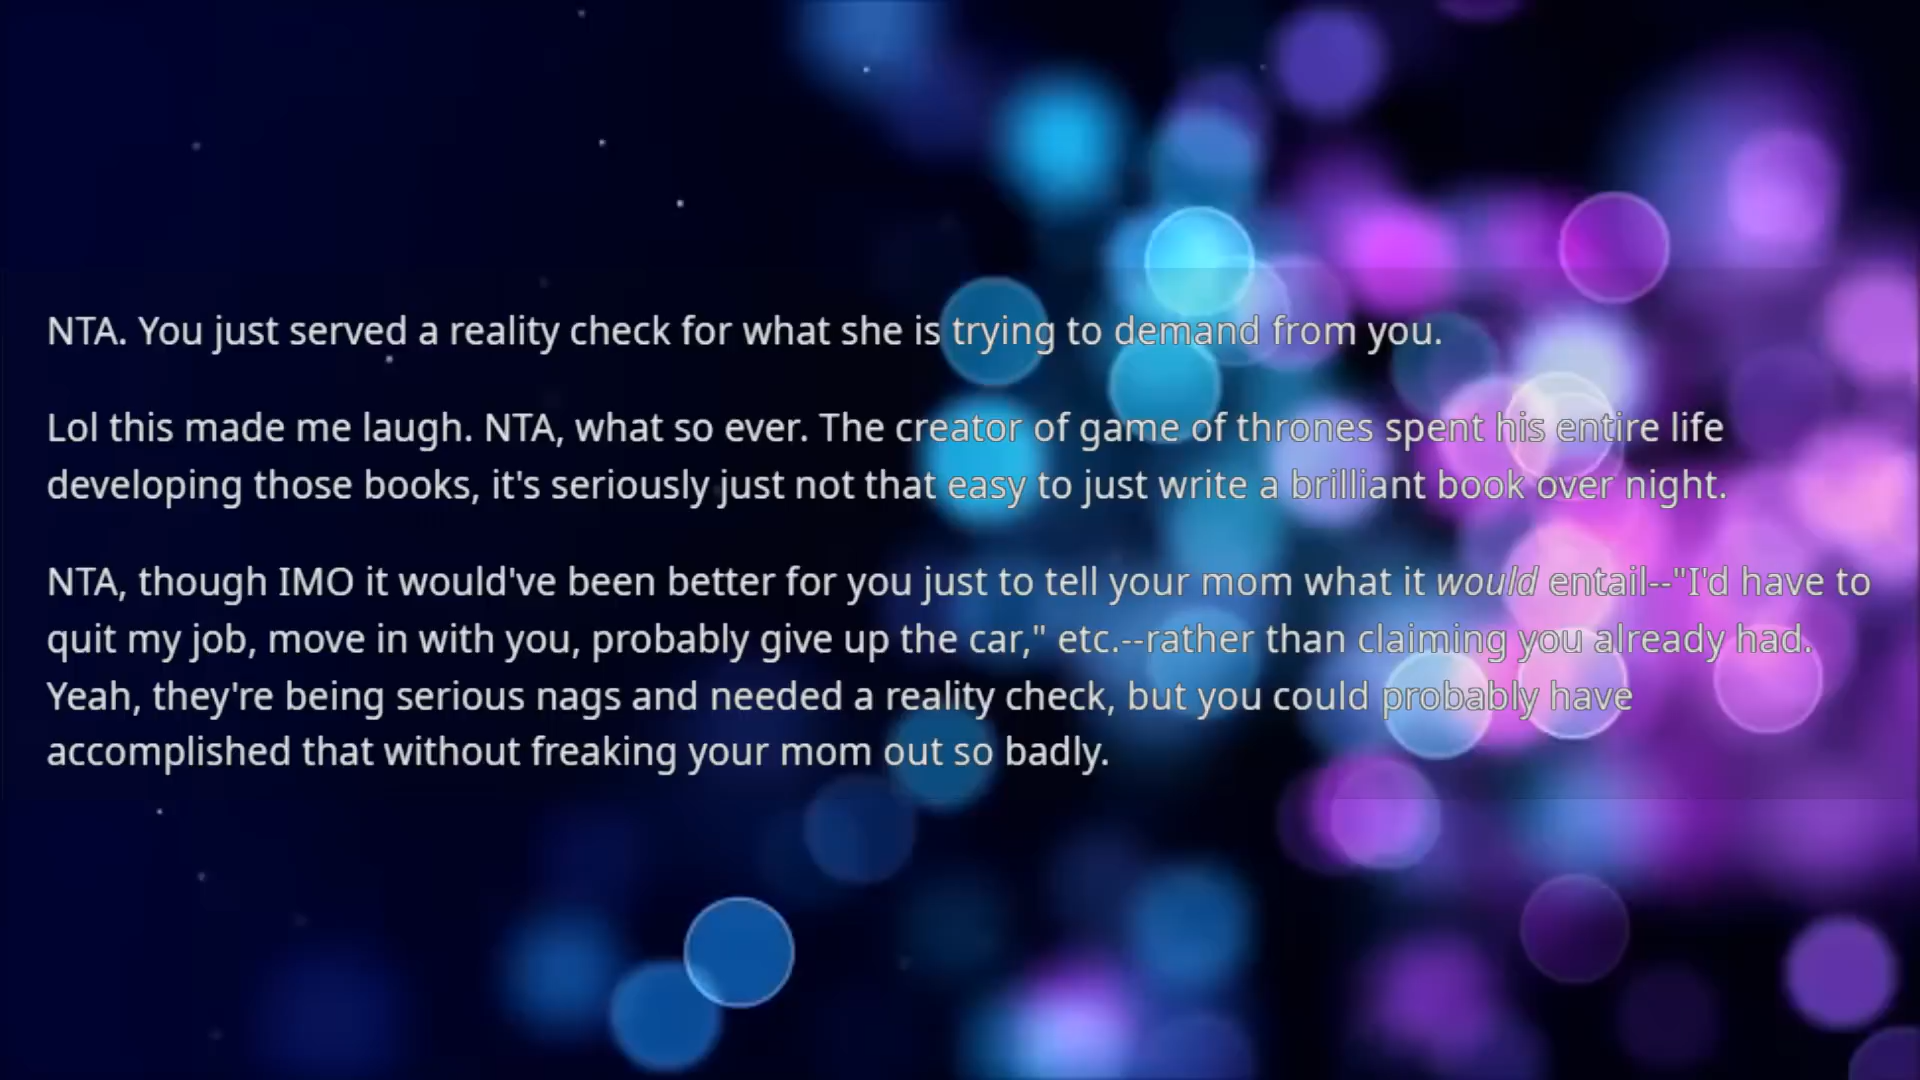 NTA. You just served a reality check for what she is trying to demand from you.
Lol this made me laugh. NTA, what so ever. The creator of game of thrones spent his entire life
developing those books, it's seriously just not that easy to just write a brilliant book over night.
NTA, though IMO it would've been better for you just to tell your mom what it would entail--"I'd have to
quit my job, move in with you, probably give up the car," etc.--rather than claiming you already had.
Yeah, they're being serious nags and needed a reality check, but you could probably have
accomplished that without freaking your mom out so badly.